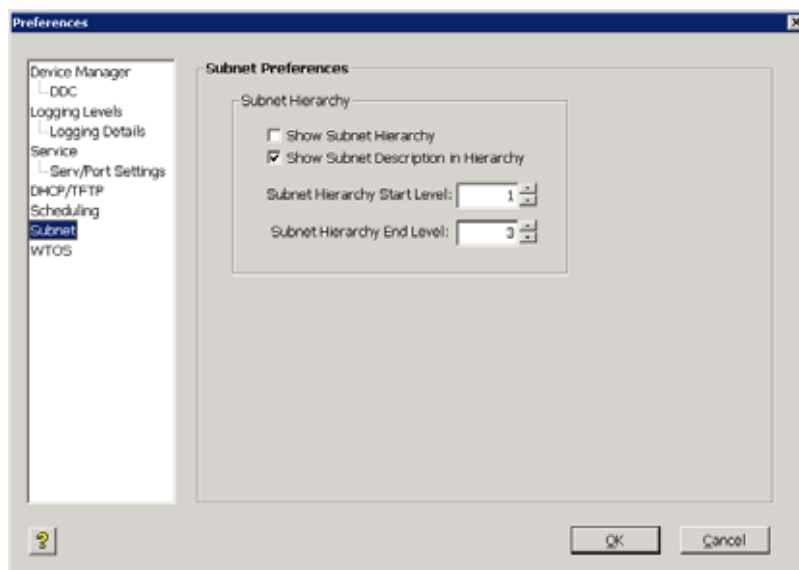 Preferences
Device Manager
DDC
Logging Levels
Logging Details
Service
Serv/Port Settings
DHCP/TFTP
Scheduling
Subnet
WTOS
Subnet Preferences
Subnet Hierarchy
Show Subnet Hierarchy
Show Subnet Description in Hierarchy
Subnet Hierarchy Start Level: 1
Subnet Hierarchy End Level: 3
?
OK
Cancel